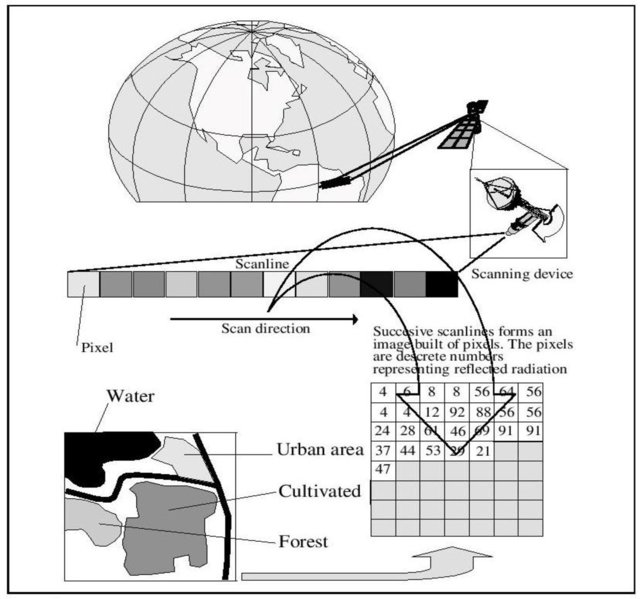 Scanline
Scanning device
Scan direction
Pixel
Succesive scanlines forms an
image built of pixels. The pixels
are descrete numbers
representing reflected radiation
4 6 8 8 56 64 56
4 4 12 92 88 56 56
24 28 61 46 69 91 91
37 44 53 29 21
47
Water
Urban area
Cultivated
Forest